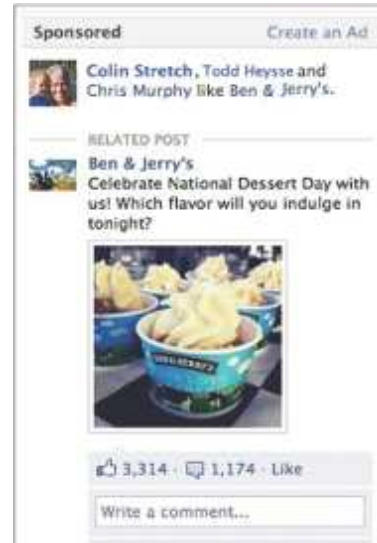 Sponsored Create an Ad
Colin Stretch, Todd Heysse and
Chris Murphy like Ben & Jerry's.
RELATED POST
Ben & Jerry's
Celebrate National Dessert Day with
us! Which flavor will you indulge in
tonight?
BEN & JERRY'S
3,314 · 1,174 · Like
Write a comment...